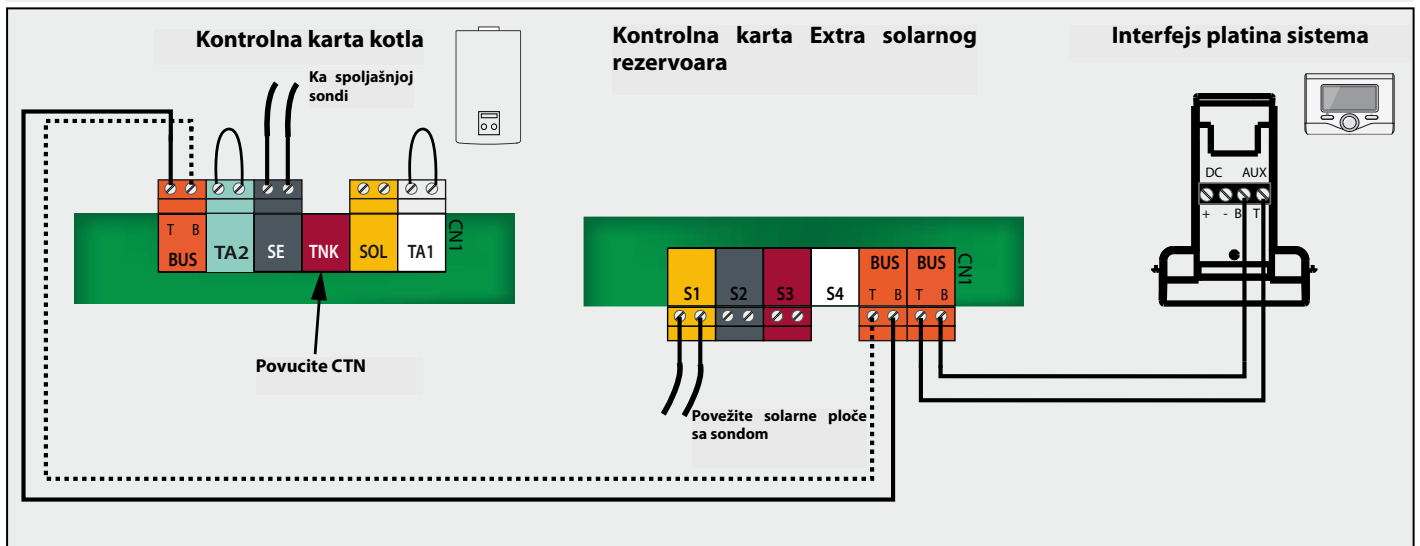 Kontrolna karta kotla
Ka spoljašnjoj
sondi
T B
BUS
TA2
SE
TNK
SOL
TA1
CN1
Povucite CTN
Kontrolna karta Extra solarnog
rezervoara
S1
S2
S3
S4
BUS
T B
BUS
T B
CN1
Povežite solarne ploče
sa sondom
Interfejs platina sistema
DC AUX
+ - B T